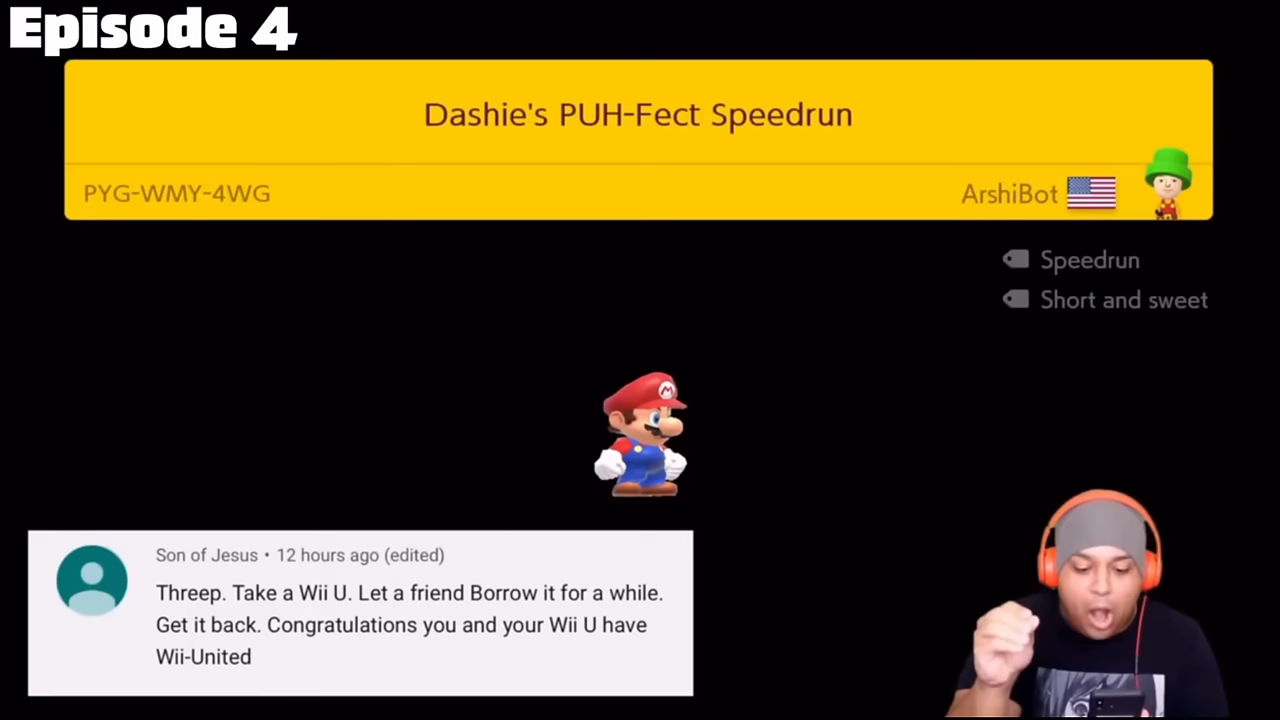 Episode 4
Dashie's PUH-Fect Speedrun
PYG-WMY-4WG
ArshiBot
Speedrun
Short and sweet
M
Son of Jesus • 12 hours ago (edited)
Threep. Take a Wii U. Let a friend Borrow it for a while.
Get it back. Congratulations you and your Wii U have
Wii-United